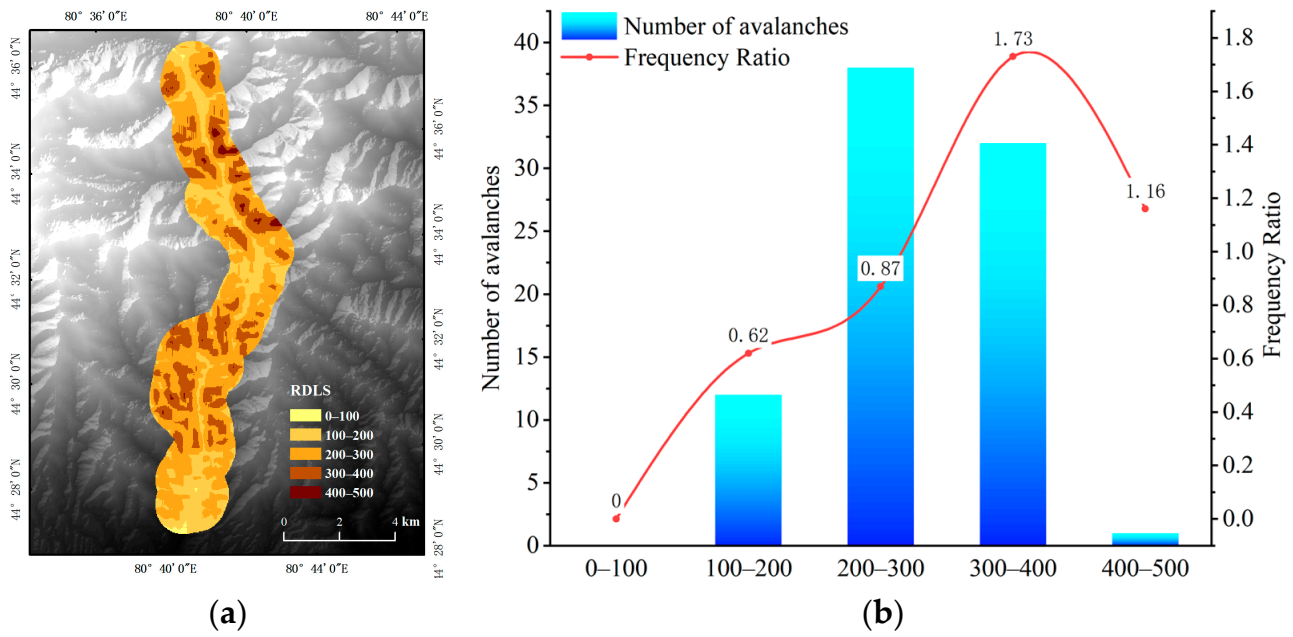 80° 36′ 0″E
80° 40′ 0″E
80° 44′ 0″E
44° 36′ 0″N
44° 34′ 0″N
44° 32′ 0″N
44° 30′ 0″N
44° 28′ 0″N
44° 36′ 0″N
44° 34′ 0″N
44° 32′ 0″N
44° 30′ 0″N
14° 28′ 0″N
RDLS
0–100
100–200
200–300
300–400
400–500
0 2 4 km
80° 40′ 0″E
80° 44′ 0″E
(a)
Number of avalanches
Frequency Ratio
Number of avalanches
40
35
30
25
20
15
10
5
0
0
0.62
0.87
1.73
1.16
1.8
1.6
1.4
1.2
1.0
0.8
0.6
0.4
0.2
0.0
Frequency Ratio
0–100 100–200 200–300 300–400 400–500
(b)